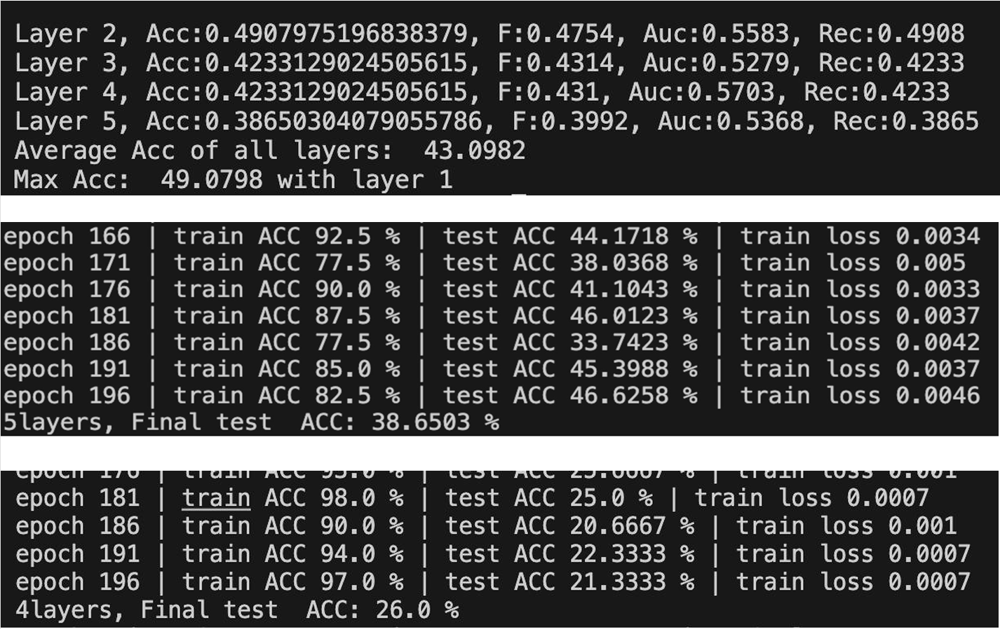 Layer 2, Acc:0.4907975196838379, F:0.4754, Auc:0.5583, Rec:0.4908
Layer 3, Acc:0.4233129024505615, F:0.4314, Auc:0.5279, Rec:0.4233
Layer 4, Acc:0.4233129024505615, F:0.431, Auc:0.5703, Rec:0.4233
Layer 5, Acc:0.38650304079055786, F:0.3992, Auc:0.5368, Rec:0.3865
Average Acc of all layers:  43.0982
Max Acc:  49.0798 with layer 1
epoch 166 | train ACC 92.5 % | test ACC 44.1718 % | train loss 0.0034
epoch 171 | train ACC 77.5 % | test ACC 38.0368 % | train loss 0.005
epoch 176 | train ACC 90.0 % | test ACC 41.1043 % | train loss 0.0033
epoch 181 | train ACC 87.5 % | test ACC 46.0123 % | train loss 0.0037
epoch 186 | train ACC 77.5 % | test ACC 33.7423 % | train loss 0.0042
epoch 191 | train ACC 85.0 % | test ACC 45.3988 % | train loss 0.0037
epoch 196 | train ACC 82.5 % | test ACC 46.6258 % | train loss 0.0046
5layers, Final test  ACC: 38.6503 %
epoch 176 | train ACC 95.0 % | test ACC % | train loss 0.001
epoch 181 | train ACC 98.0 % | test ACC 25.0 % | train loss 0.0007
epoch 186 | train ACC 90.0 % | test ACC 20.6667 % | train loss 0.001
epoch 191 | train ACC 94.0 % | test ACC 22.3333 % | train loss 0.0007
epoch 196 | train ACC 97.0 % | test ACC 21.3333 % | train loss 0.0007
4layers, Final test  ACC: 26.0 %